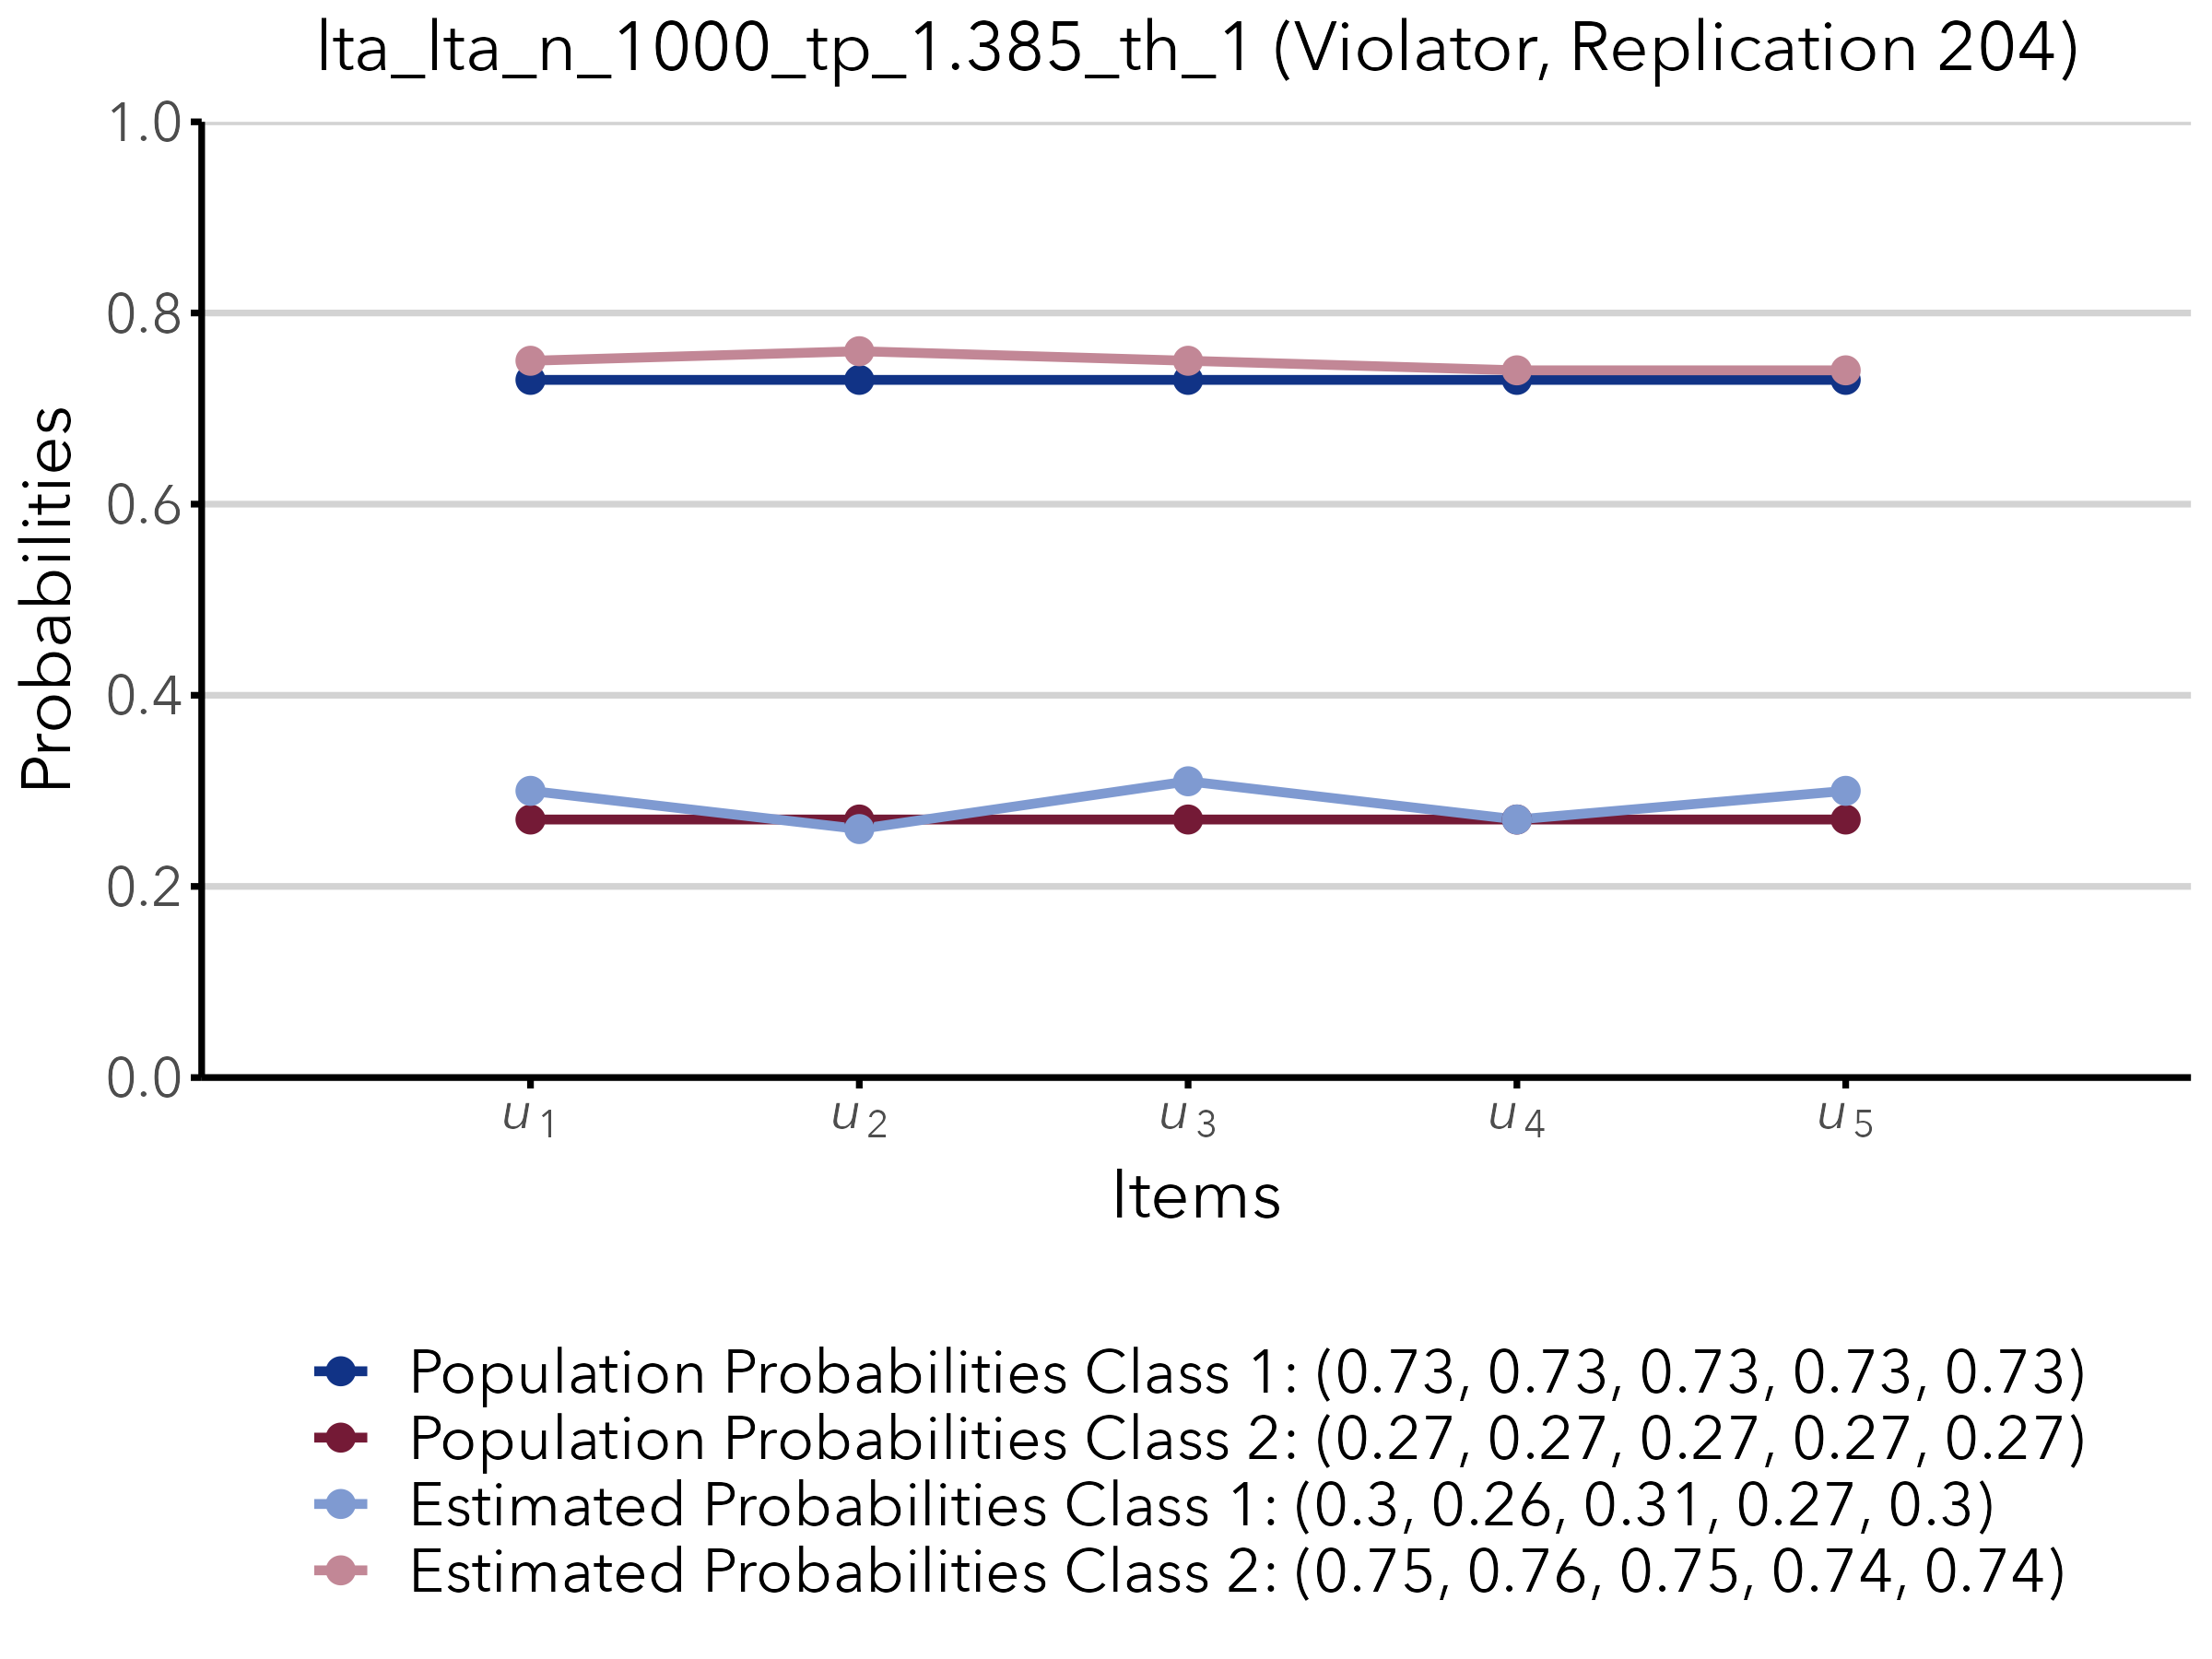 lta_lta_n_1000_tp_1.385_th_1 (Violator, Replication 204)
1.0
0.8
0.6
0.4
0.2
0.0
Probabilities
u1 u2 u3 u4 u5
Items
Population Probabilities Class 1: (0.73, 0.73, 0.73, 0.73, 0.73)
Population Probabilities Class 2: (0.27, 0.27, 0.27, 0.27, 0.27)
Estimated Probabilities Class 1: (0.3, 0.26, 0.31, 0.27, 0.3)
Estimated Probabilities Class 2: (0.75, 0.76, 0.75, 0.74, 0.74)